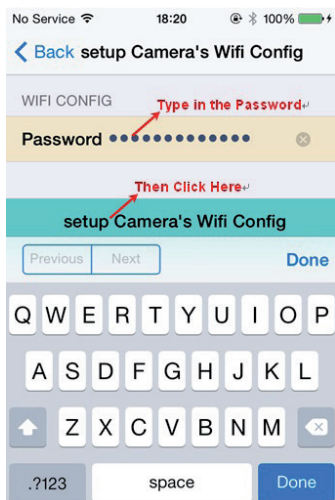 No Service 18:20 100%
Back setup Camera's Wifi Config
WIFI CONFIG
Type in the Password
Password •••••••••••••
Then Click Here
setup Camera's Wifi Config
Previous Next Done
Q W E R T Y U I O P
A S D F G H J K L
Z X C V B N M
.?123 space Done